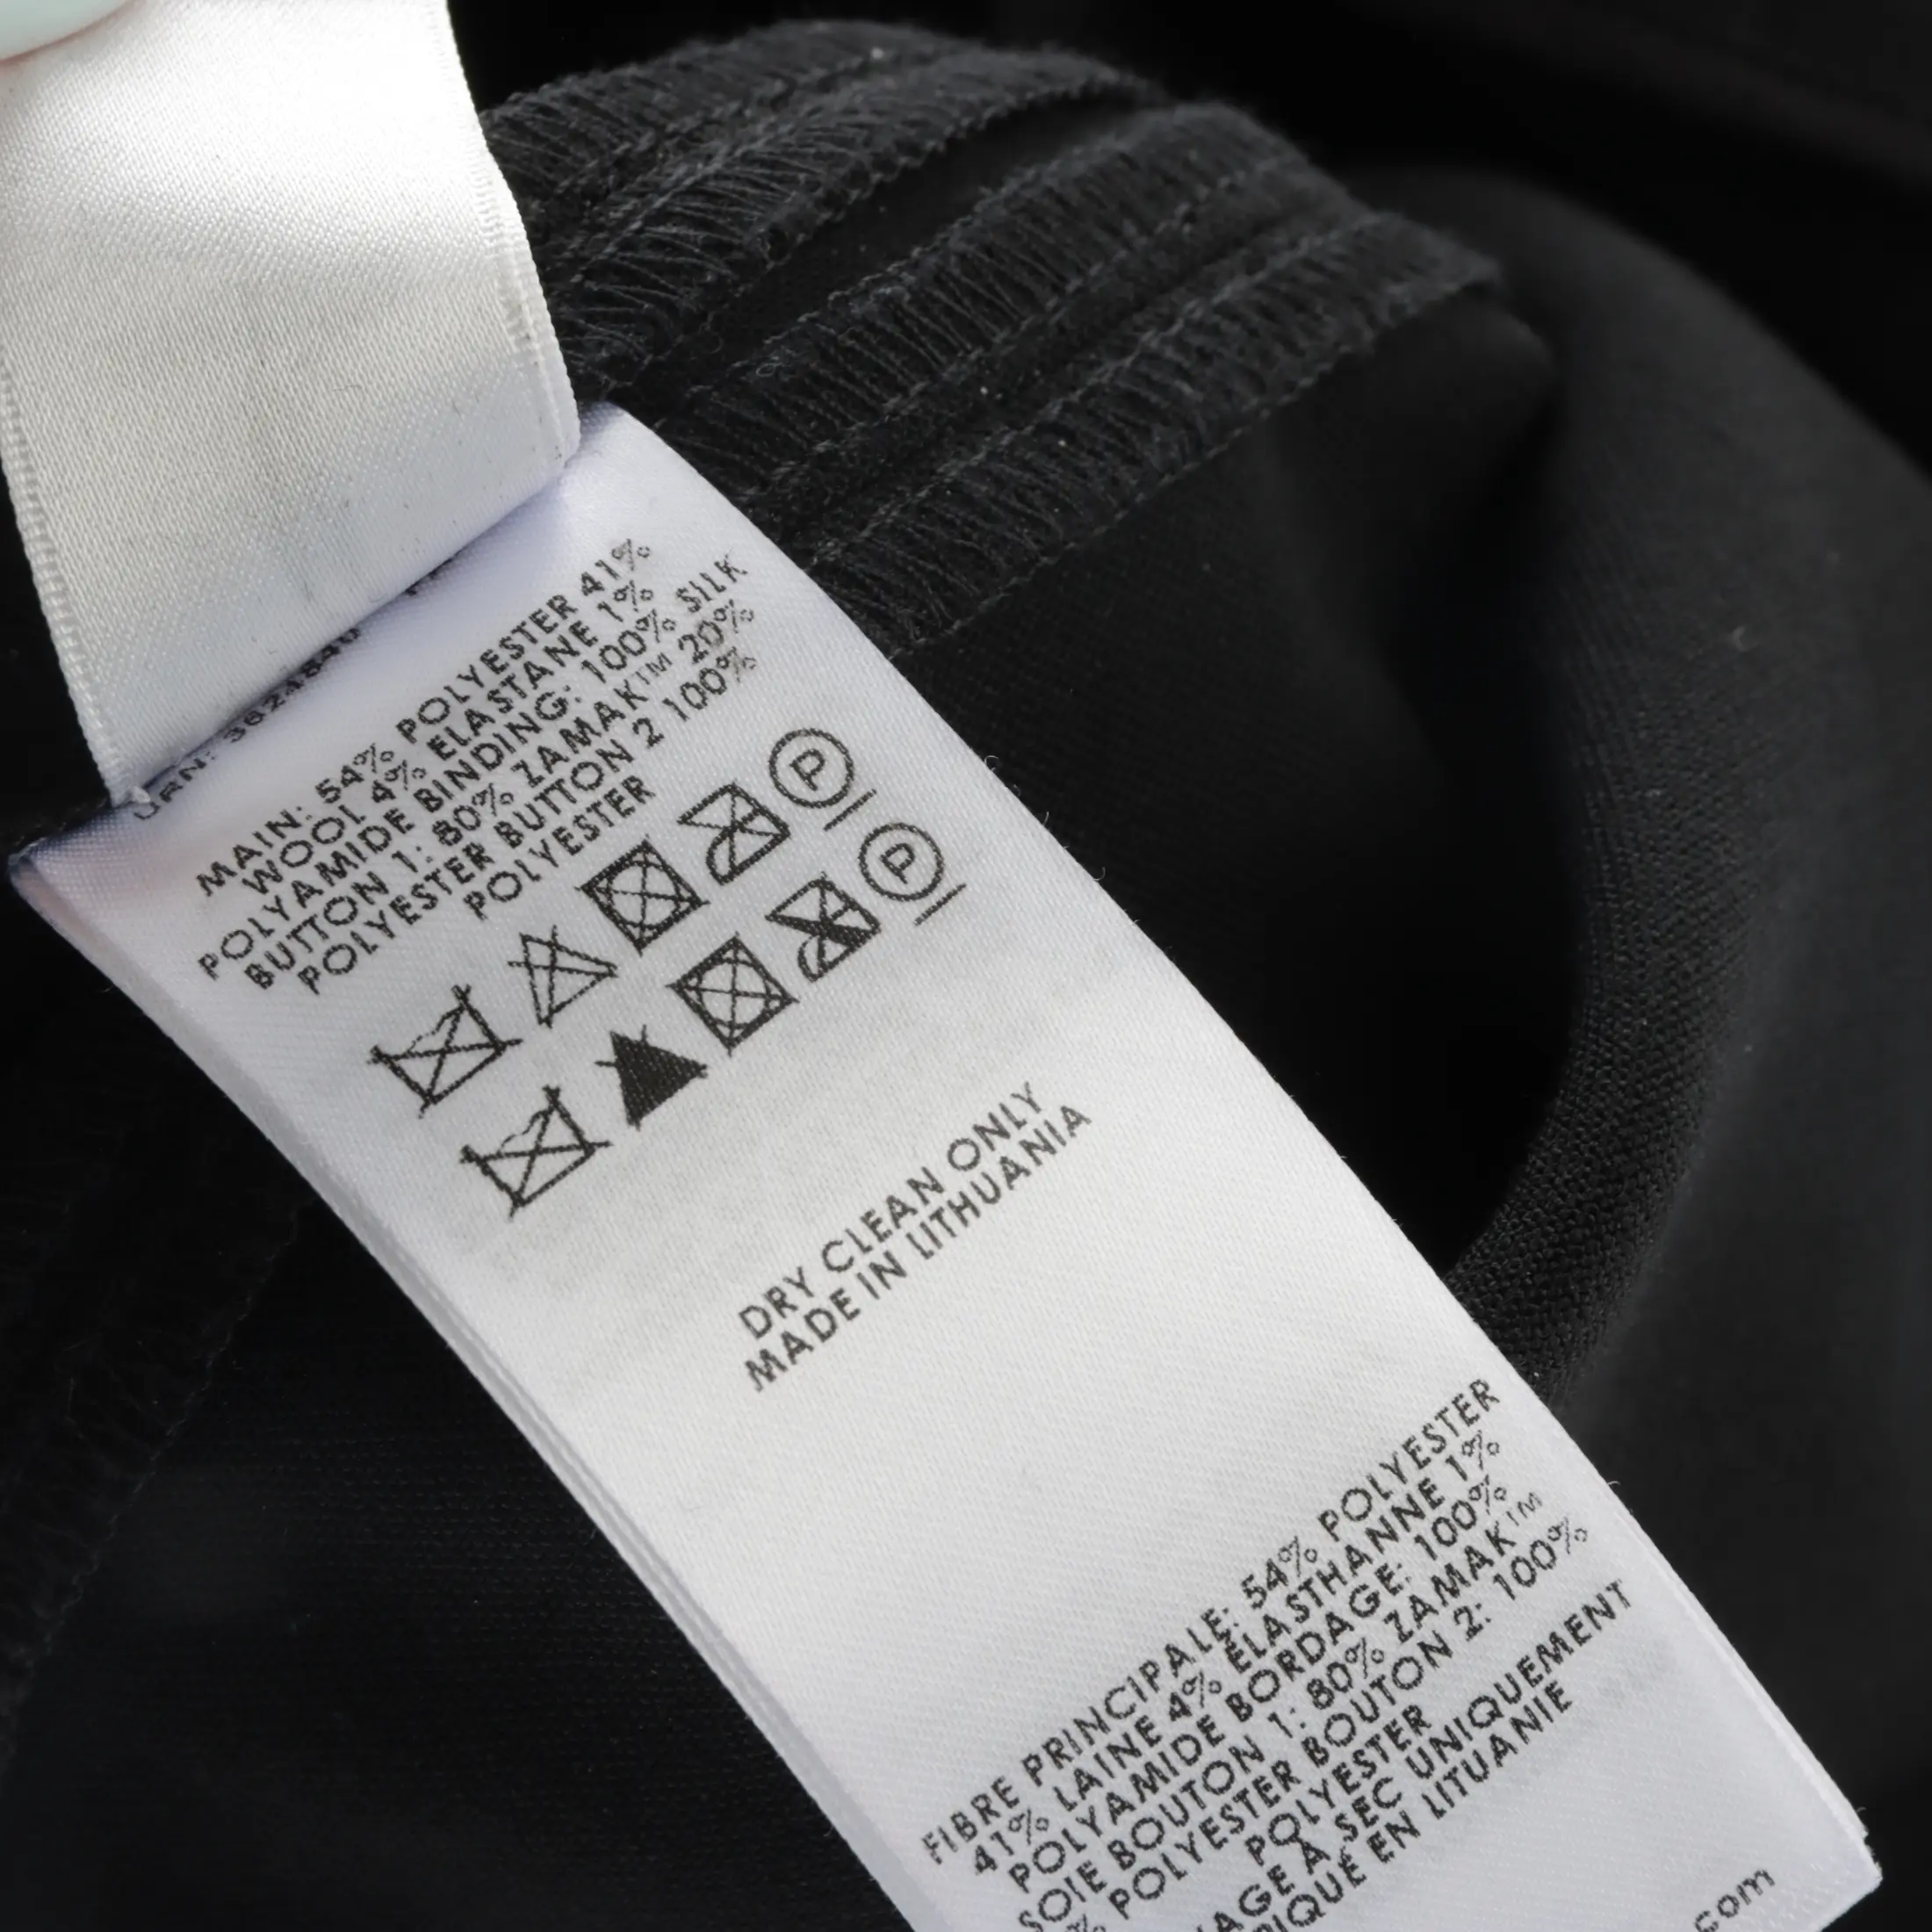 MAIN: 54% POLYESTER 41%
WOOL 4% ELASTANE 1%
POLYAMIDE BINDING: 100% SILK
BUTTON 1: 80% ZAMAK™ 20%
POLYESTER BUTTON 2 100%
POLYESTER
P
P
DRY CLEAN ONLY
MADE IN LITHUANIA
FIBRE PRINCIPALE: 54% POLYESTER
41% LAINE 4% ÉLASTHANNE 1%
POLYAMIDE BORDAGE: 100%
SOIE BOUTON 1: 80% ZAMAK™
% POLYESTER BOUTON 2: 100%
POLYESTER
À SEC UNIQUEMENT
EN LITUANIE
com